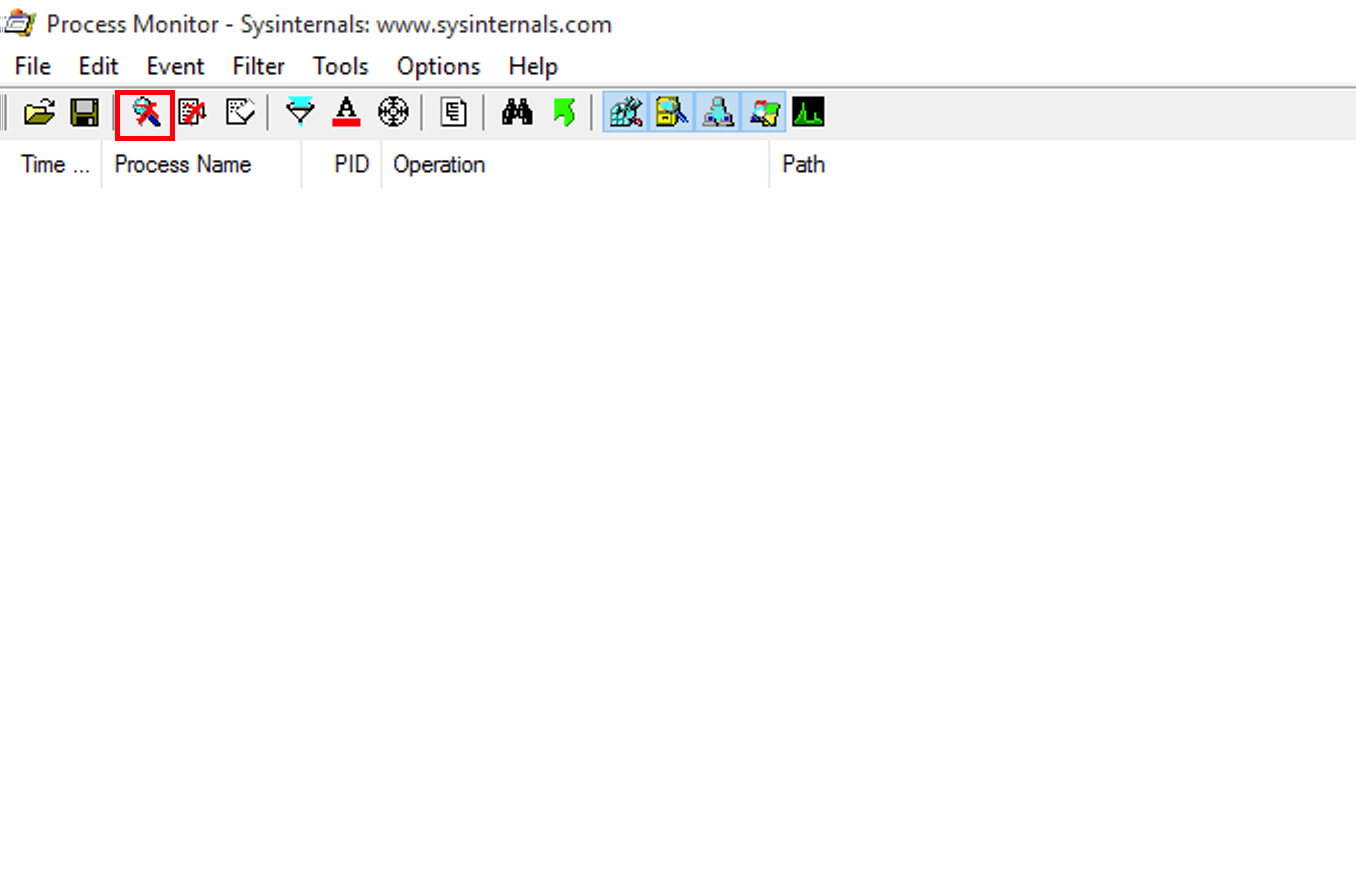 Process Monitor - Sysinternals: www.sysinternals.com
File Edit Event Filter Tools Options Help
Time ... Process Name PID Operation Path